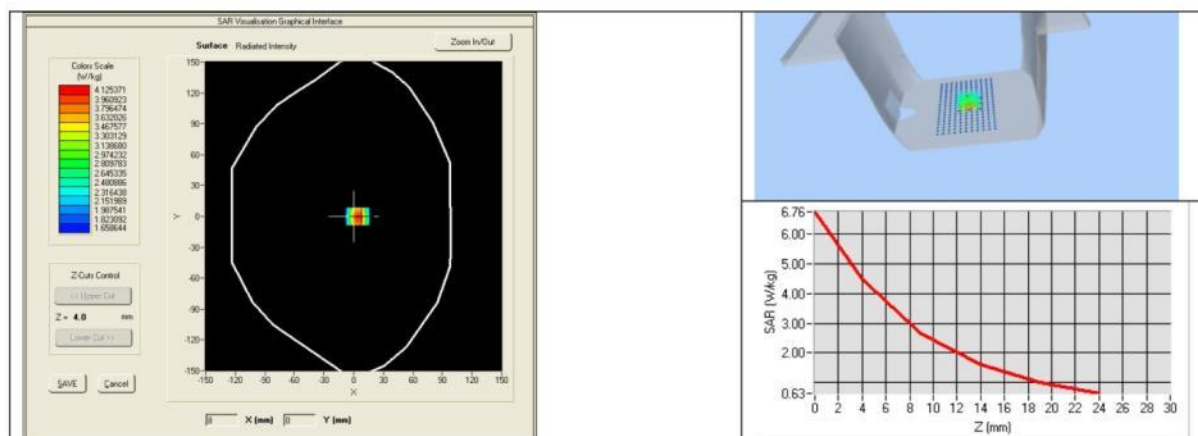 SAR Visualisation Graphical Interface
Surface Radiated Intensity
Zoom In/Out
Colors Scale
(W/kg)
4.125371
3.960923
3.796474
3.632026
3.467577
3.303129
3.138680
2.974232
2.809783
2.645335
2.480886
2.316438
2.151989
1.987541
1.823092
1.658644
Z-Cuts Control
<< Upper Cut
Z = 4.0 mm
Lower Cut >>
SAVE Cancel
150
120
90
60
30
Y 0
-30
-60
-90
-120
-150
-150 -120 -90 -60 -30 0 30 60 90 120 150
X
8 X (mm) 0 Y (mm)
6.76
6.00
5.00
4.00
3.00
2.00
0.63
SAR (W/kg)
0 2 4 6 8 10 12 14 16 18 20 22 24 26 28 30
Z (mm)